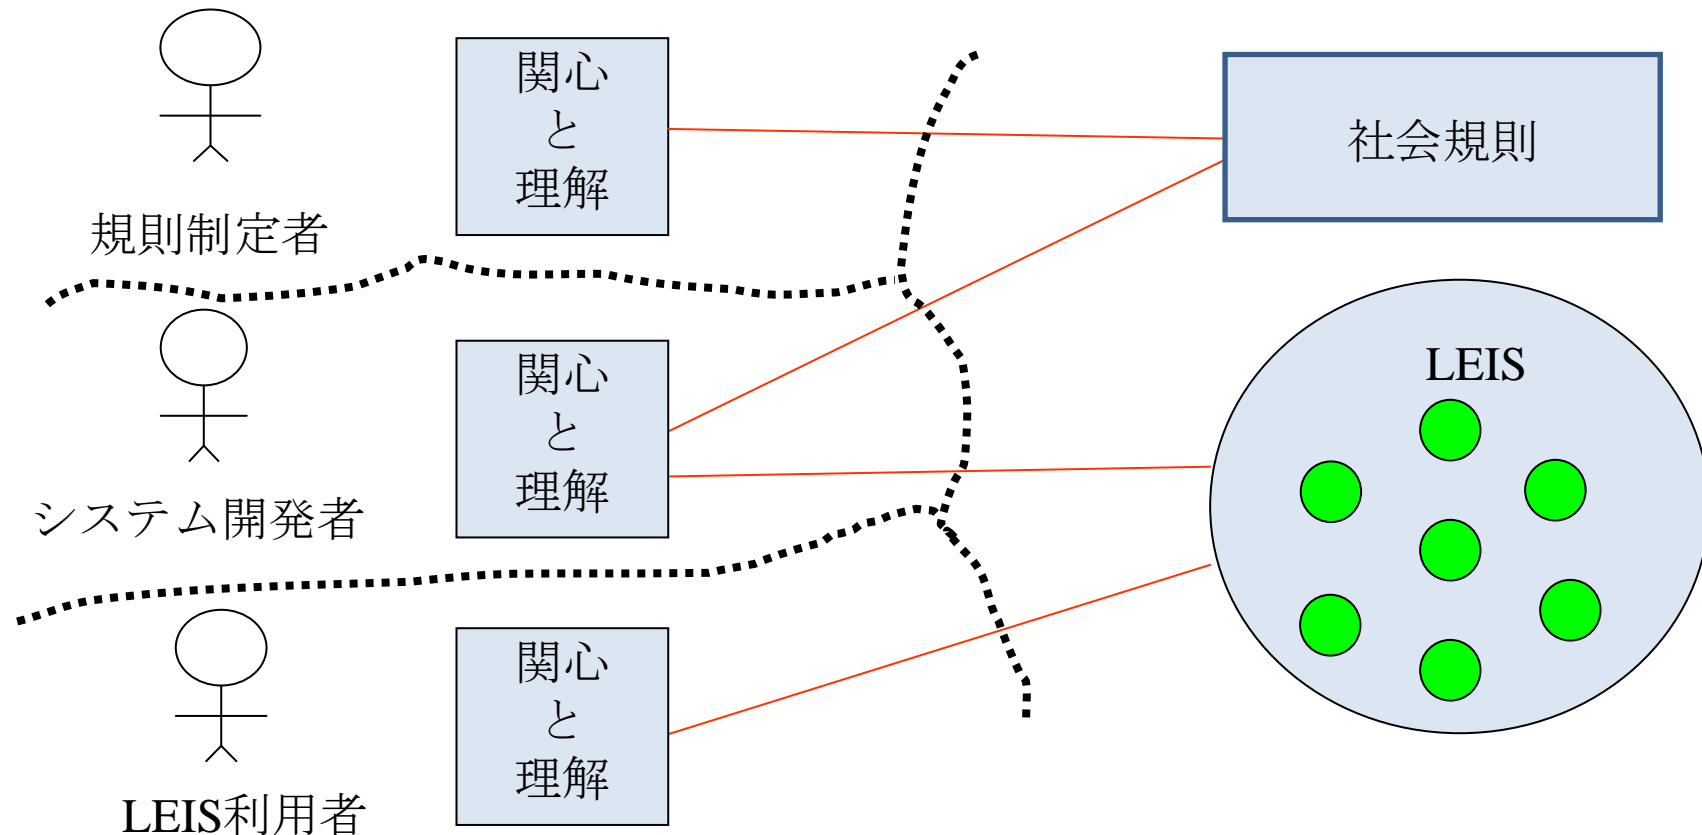 関心
と
理解
社会規則
規則制定者
LEIS
関心
と
理解
システム開発者
関心
と
理解
LEIS利用者